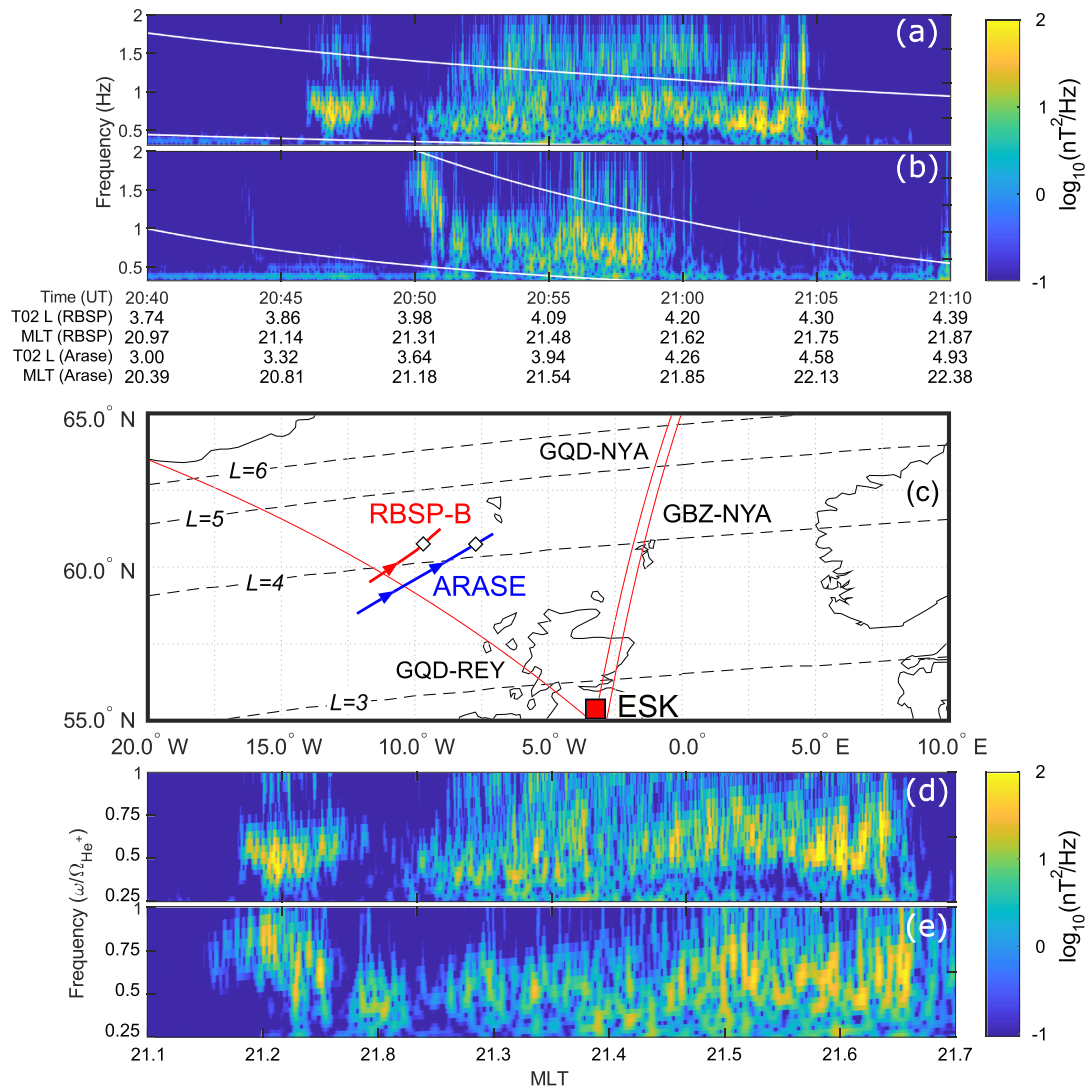 2
1.5
1
0.5
(a)
2
1.5
1
0.5
(b)
Frequency (Hz)
2
1
0
-1
log10(nT²/Hz)
Time (UT) 20:40 20:45 20:50 20:55 21:00 21:05 21:10
T02 L (RBSP) 3.74 3.86 3.98 4.09 4.20 4.30 4.39
MLT (RBSP) 20.97 21.14 21.31 21.48 21.62 21.75 21.87
T02 L (Arase) 3.00 3.32 3.64 3.94 4.26 4.58 4.93
MLT (Arase) 20.39 20.81 21.18 21.54 21.85 22.13 22.38
65.0° N
60.0° N
55.0° N
GQD-NYA
L=6
(c)
L=5
RBSP-B
GBZ-NYA
L=4
ARASE
GQD-REY
L=3
ESK
20.0° W 15.0° W 10.0° W 5.0° W 0.0° 5.0° E 10.0° E
1
0.75
0.5
0.25
(d)
1
0.75
0.5
0.25
(e)
Frequency (ω/ΩHe+)
2
1
0
-1
log10(nT²/Hz)
21.1 21.2 21.8 21.3 21.4 21.5 21.6 21.7
MLT